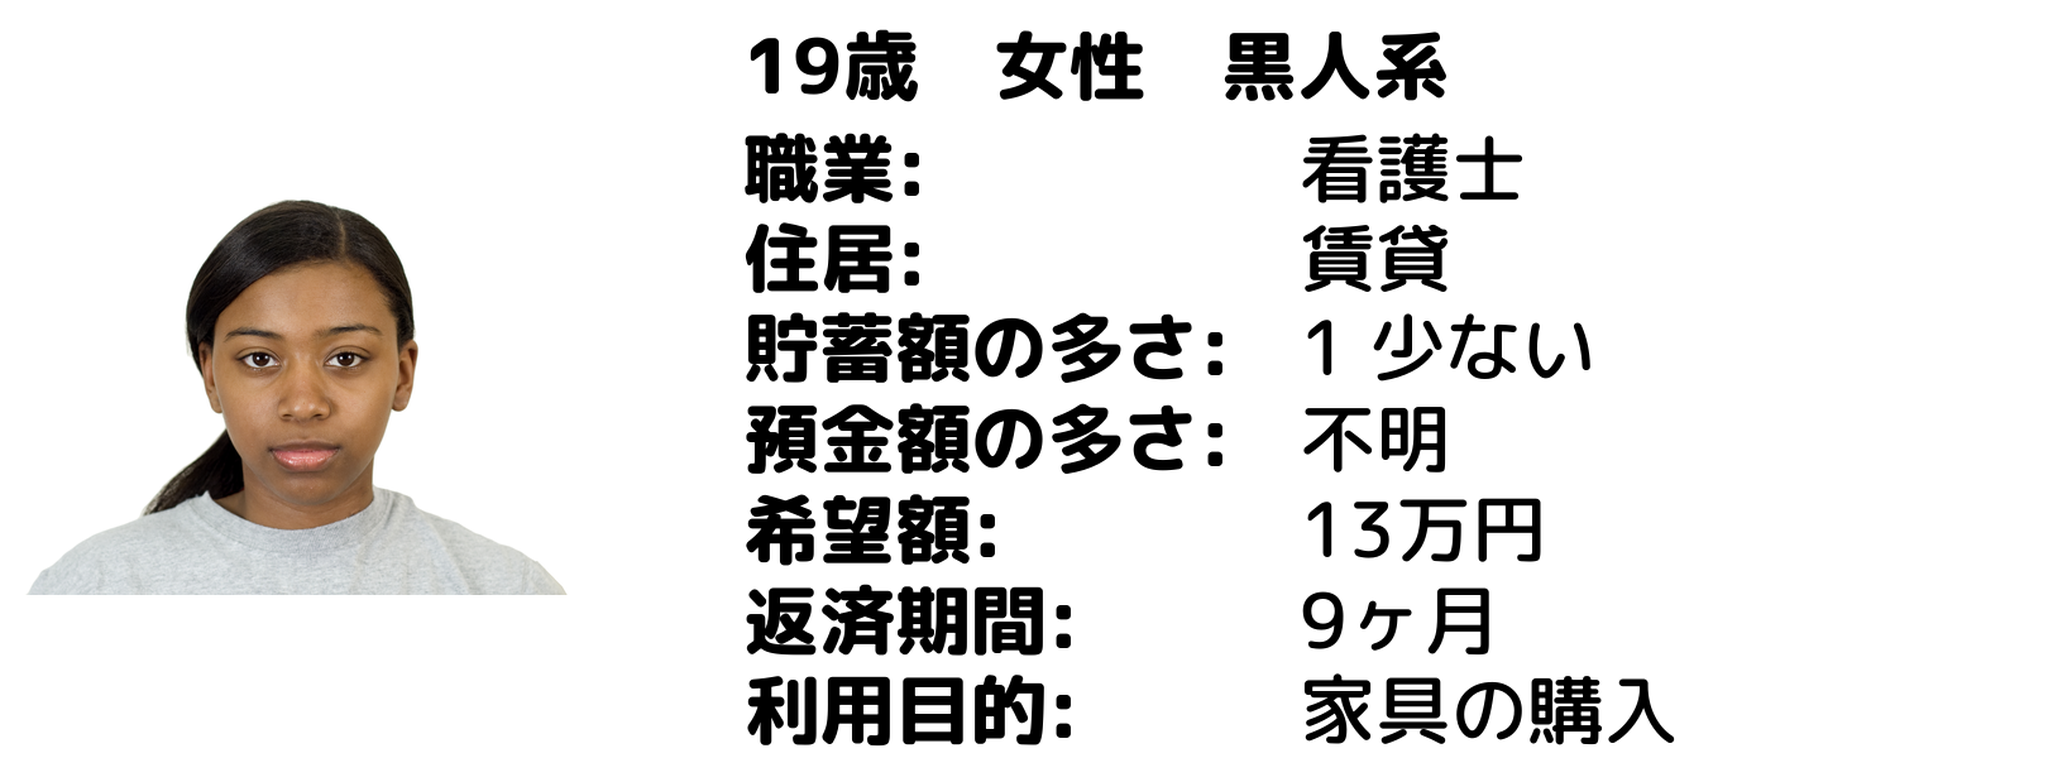 19歳　女性　黒人系
職業: 看護士
住居: 賃貸
貯蓄額の多さ: 1 少ない
預金額の多さ: 不明
希望額: 13万円
返済期間: 9ヶ月
利用目的: 家具の購入